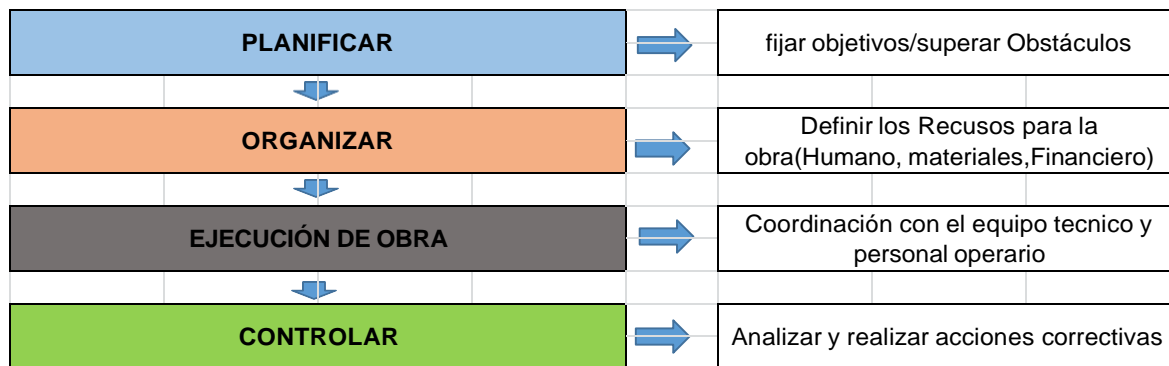 PLANIFICAR
fijar objetivos/superar Obstáculos
ORGANIZAR
Definir los Recusos para la
obra(Humano, materiales,Financiero)
EJECUCIÓN DE OBRA
Coordinación con el equipo tecnico y
personal operario
CONTROLAR
Analizar y realizar acciones correctivas